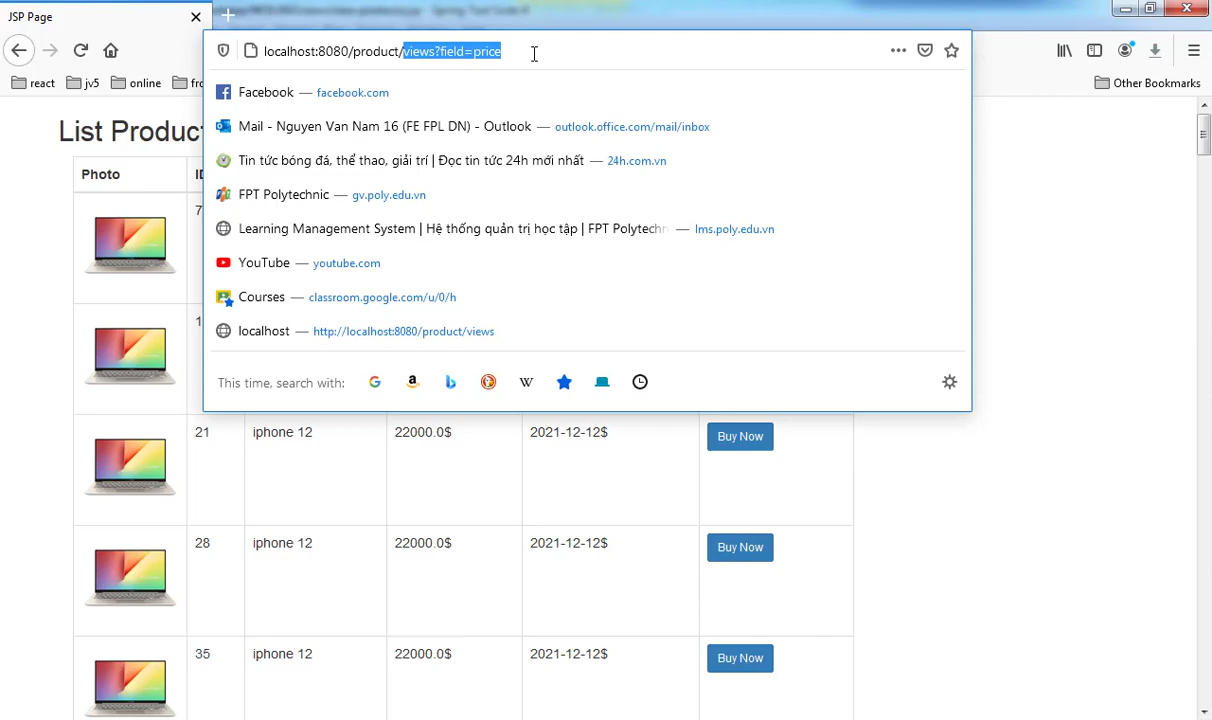 JSP Page
localhost:8080/product/views?field=price
react
jv5
online
Other Bookmarks
Facebook — facebook.com
Mail - Nguyen Van Nam 16 (FE FPL DN) - Outlook — outlook.office.com/mail/inbox
Tin tức bóng đá, thể thao, giải trí | Đọc tin tức 24h mới nhất — 24h.com.vn
FPT Polytechnic — gv.poly.edu.vn
Learning Management System | Hệ thống quản trị học tập | FPT Polytechn — lms.poly.edu.vn
YouTube — youtube.com
Courses — classroom.google.com/u/0/h
localhost — http://localhost:8080/product/views
This time, search with:
List Produc
Photo
21 iphone 12 22000.0$ 2021-12-12$ Buy Now
28 iphone 12 22000.0$ 2021-12-12$ Buy Now
35 iphone 12 22000.0$ 2021-12-12$ Buy Now